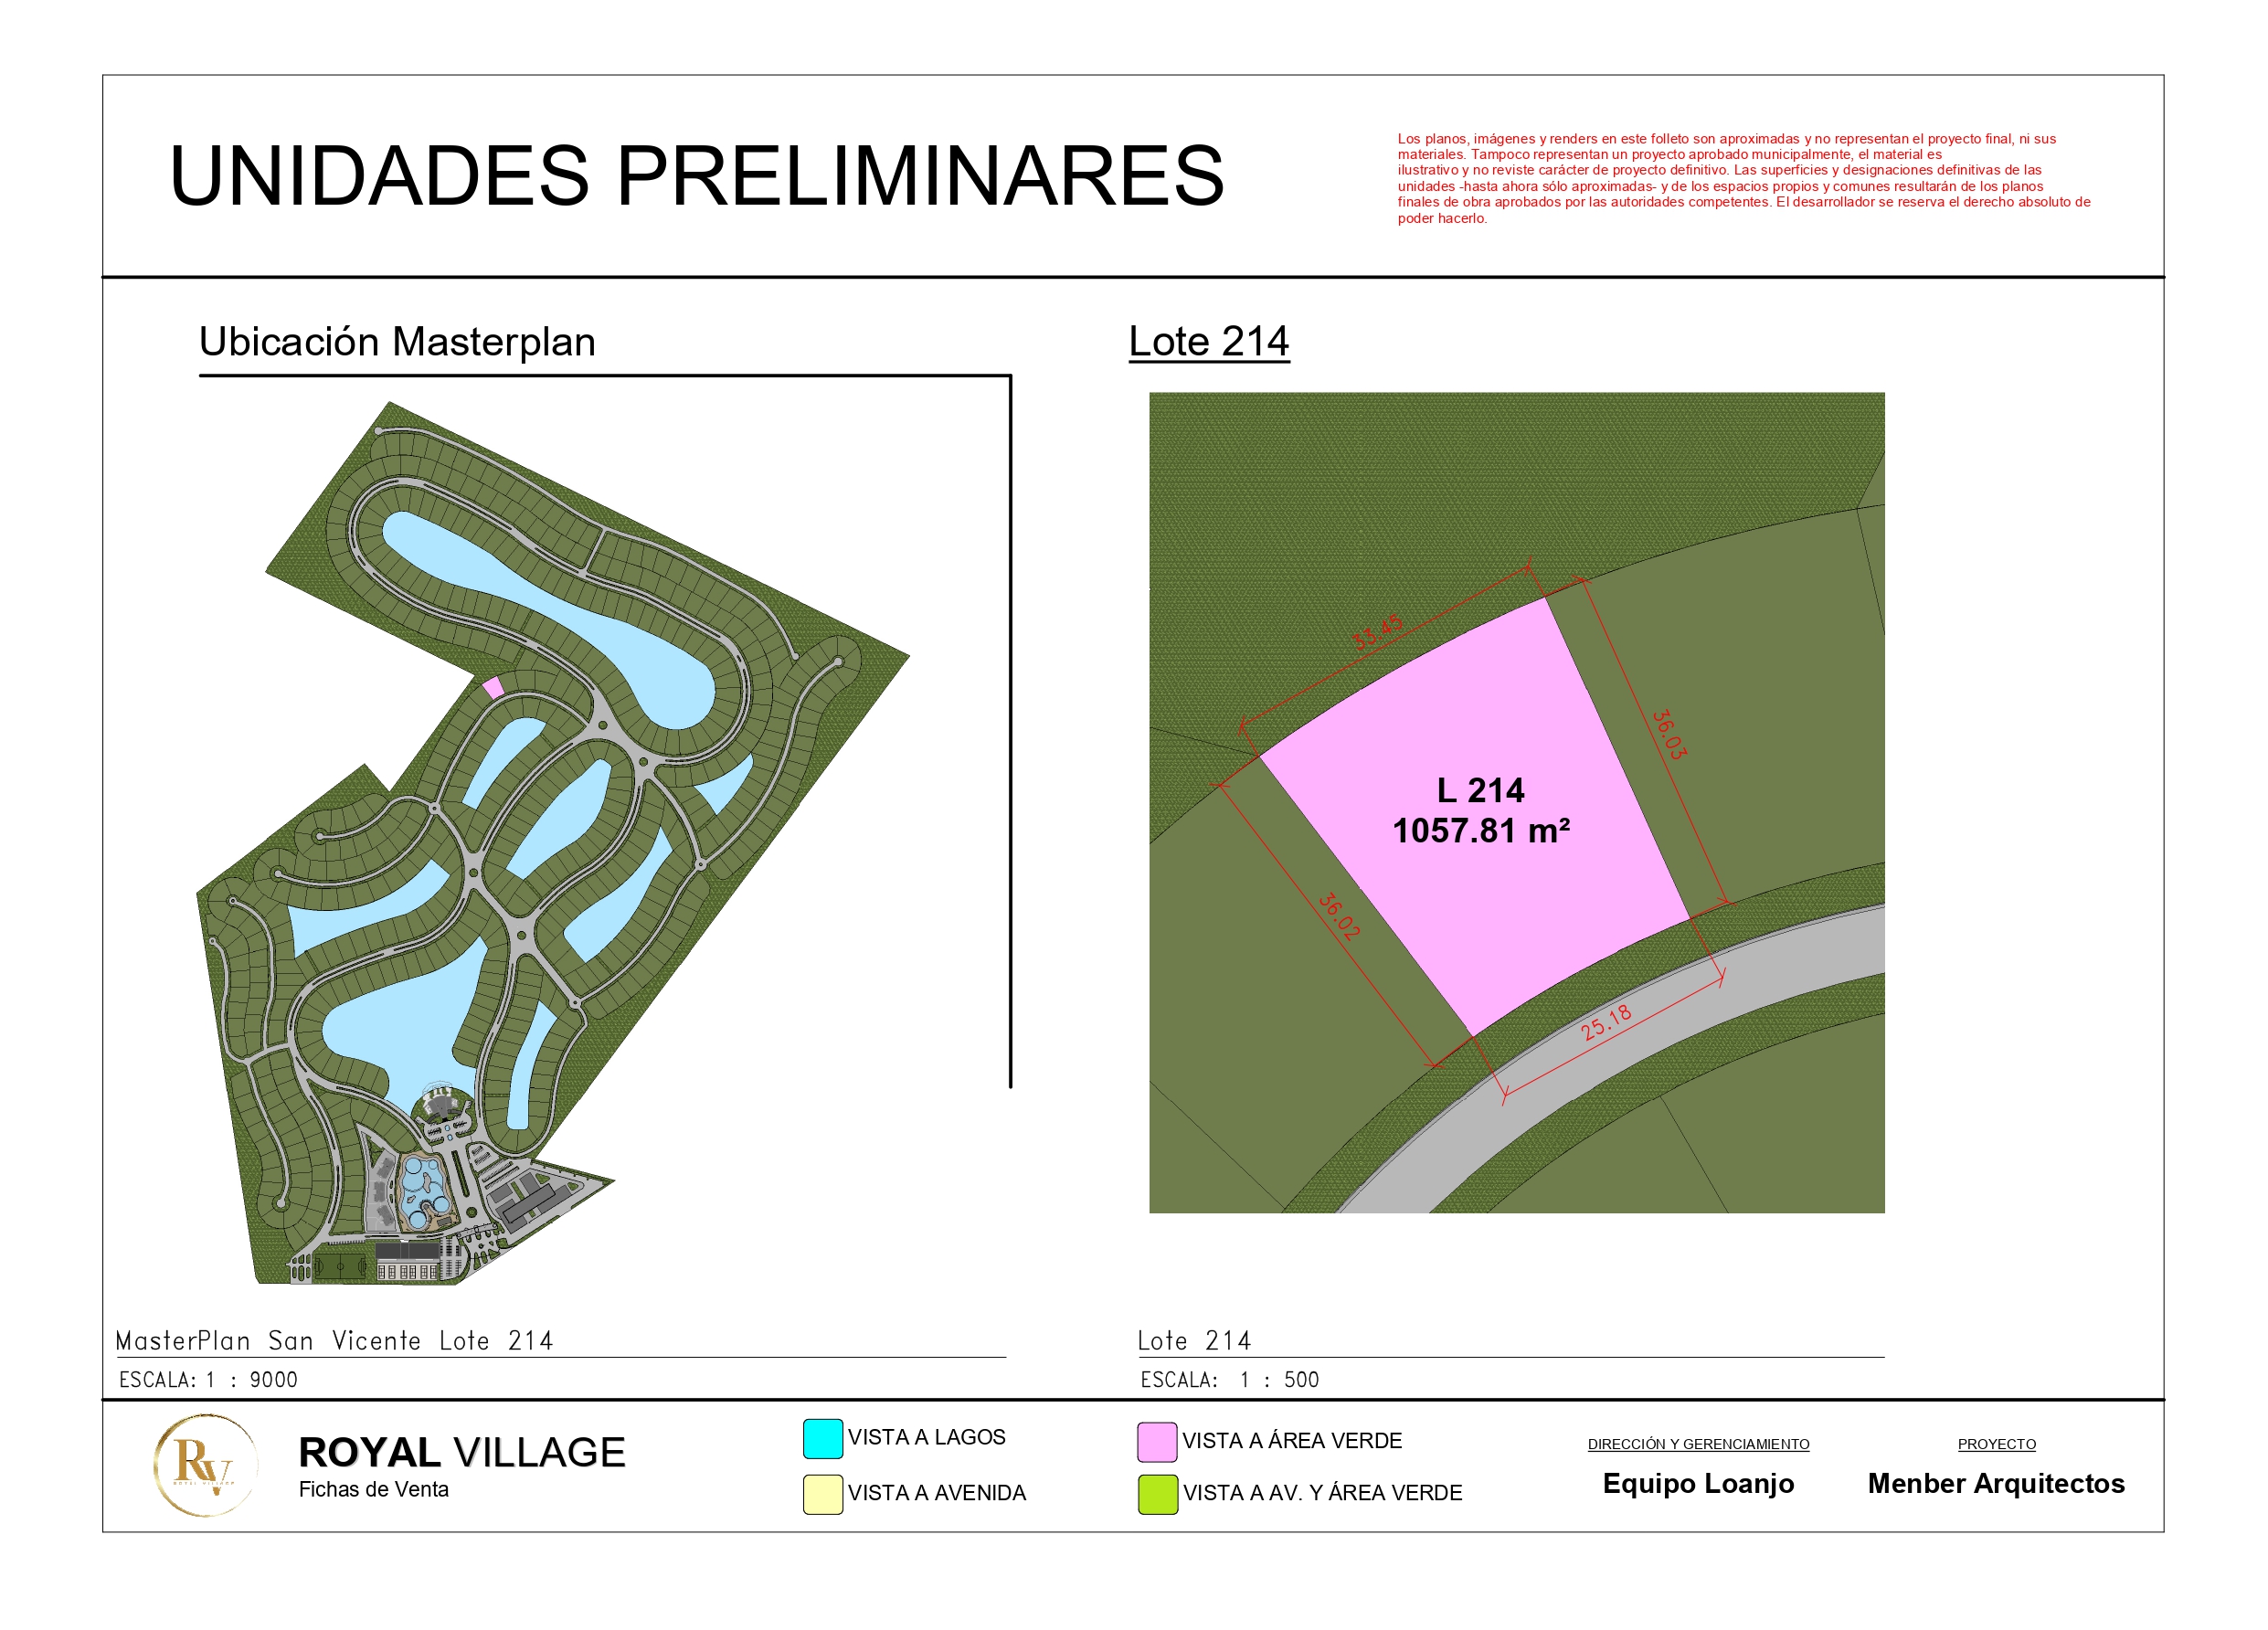 UNIDADES PRELIMINARES
Los planos, imágenes y renders en este folleto son aproximadas y no representan el proyecto final, ni sus
materiales. Tampoco representan un proyecto aprobado municipalmente, el material es
ilustrativo y no reviste carácter de proyecto definitivo. Las superficies y designaciones definitivas de las
unidades -hasta ahora sólo aproximadas- y de los espacios propios y comunes resultarán de los planos
finales de obra aprobados por las autoridades competentes. El desarrollador se reserva el derecho absoluto de
poder hacerlo.
Ubicación Masterplan
Lote 214
33.45
36.03
L 214
1057.81 m²
36.02
25.18
MasterPlan San Vicente Lote 214
ESCALA: 1 : 9000
Lote 214
ESCALA: 1 : 500
RV
ROYAL VILLAGE
ROYAL VILLAGE
Fichas de Venta
VISTA A LAGOS
VISTA A AVENIDA
VISTA A ÁREA VERDE
VISTA A AV. Y ÁREA VERDE
DIRECCIÓN Y GERENCIAMIENTO
Equipo Loanjo
PROYECTO
Menber Arquitectos